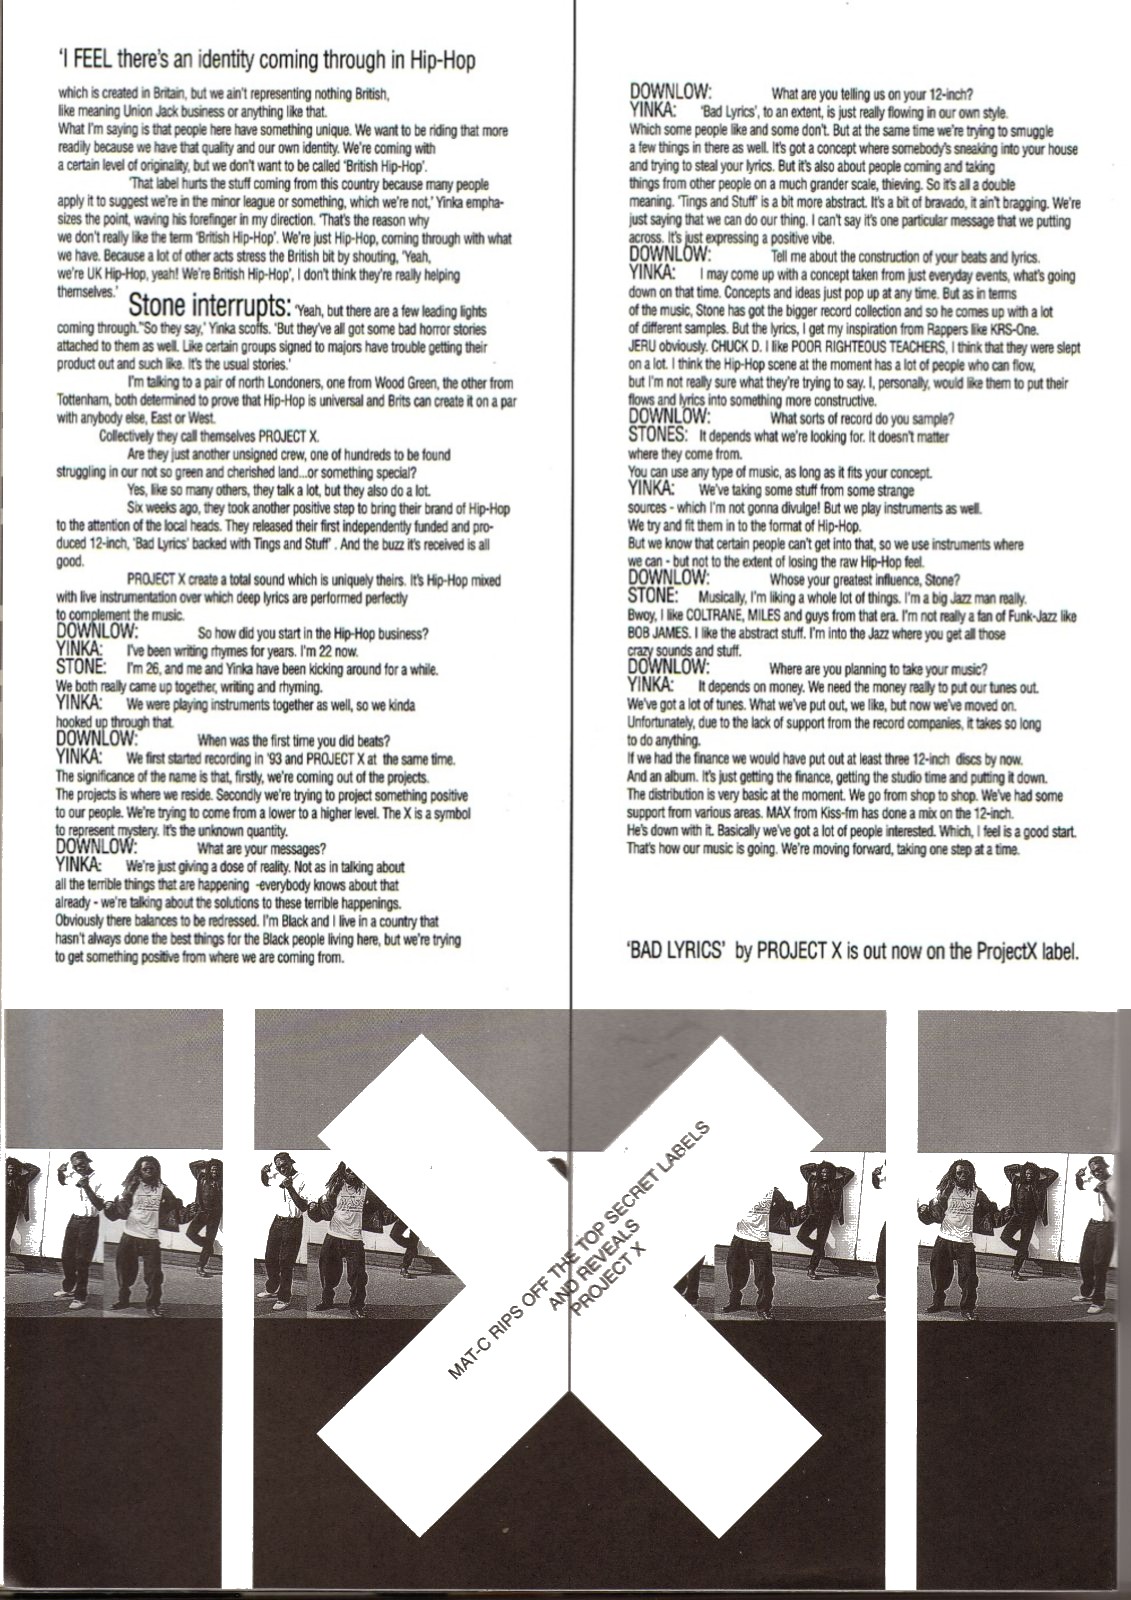 'I FEEL there's an identity coming through in Hip-Hop
which is created in Britain, but we ain't representing nothing British,
like meaning Union Jack business or anything like that.
What I'm saying is that people here have something unique. We want to be riding that more
readily because we have that quality and our own identity. We're coming with
a certain level of originality, but we don't want to be called 'British Hip-Hop'.
'That label hurts the stuff coming from this country because many people
apply it to suggest we're in the minor league or something, which we're not,' Yinka empha-
sizes the point, waving his forefinger in my direction. 'That's the reason why
we don't really like the term 'British Hip-Hop'. We're just Hip-Hop, coming through with what
we have. Because a lot of other acts stress the British bit by shouting, 'Yeah,
we're UK Hip-Hop, yeah! We're British Hip-Hop', I don't think they're really helping
themselves.'
Stone interrupts: 'Yeah, but there are a few leading lights
coming through.''So they say,' Yinka scoffs. 'But they've all got some bad horror stories
attached to them as well. Like certain groups signed to majors have trouble getting their
product out and such like. It's the usual stories.'
I'm talking to a pair of north Londoners, one from Wood Green, the other from
Tottenham, both determined to prove that Hip-Hop is universal and Brits can create it on a par
with anybody else, East or West.
Collectively they call themselves PROJECT X.
Are they just another unsigned crew, one of hundreds to be found
struggling in our not so green and cherished land...or something special?
Yes, like so many others, they talk a lot, but they also do a lot.
Six weeks ago, they took another positive step to bring their brand of Hip-Hop
to the attention of the local heads. They released their first independently funded and pro-
duced 12-inch, 'Bad Lyrics' backed with Tings and Stuff' . And the buzz it's received is all
good.
PROJECT X create a total sound which is uniquely theirs. It's Hip-Hop mixed
with live instrumentation over which deep lyrics are performed perfectly
to complement the music.
DOWNLOW: So how did you start in the Hip-Hop business?
YINKA: I've been writing rhymes for years. I'm 22 now.
STONE: I'm 26, and me and Yinka have been kicking around for a while.
We both really came up together, writing and rhyming.
YINKA: We were playing instruments together as well, so we kinda
hooked up through that.
DOWNLOW: When was the first time you did beats?
YINKA: We first started recording in '93 and PROJECT X at the same time.
The significance of the name is that, firstly, we're coming out of the projects.
The projects is where we reside. Secondly we're trying to project something positive
to our people. We're trying to come from a lower to a higher level. The X is a symbol
to represent mystery. It's the unknown quantity.
DOWNLOW: What are your messages?
YINKA: We're just giving a dose of reality. Not as in talking about
all the terrible things that are happening -everybody knows about that
already - we're talking about the solutions to these terrible happenings.
Obviously there balances to be redressed. I'm Black and I live in a country that
hasn't always done the best things for the Black people living here, but we're trying
to get something positive from where we are coming from.
DOWNLOW: What are you telling us on your 12-inch?
YINKA: 'Bad Lyrics', to an extent, is just really flowing in our own style.
Which some people like and some don't. But at the same time we're trying to smuggle
a few things in there as well. It's got a concept where somebody's sneaking into your house
and trying to steal your lyrics. But it's also about people coming and taking
things from other people on a much grander scale, thieving. So it's all a double
meaning. 'Tings and Stuff' is a bit more abstract. It's a bit of bravado, it ain't bragging. We're
just saying that we can do our thing. I can't say it's one particular message that we putting
across. It's just expressing a positive vibe.
DOWNLOW: Tell me about the construction of your beats and lyrics.
YINKA: I may come up with a concept taken from just everyday events, what's going
down on that time. Concepts and ideas just pop up at any time. But as in terms
of the music, Stone has got the bigger record collection and so he comes up with a lot
of different samples. But the lyrics, I get my inspiration from Rappers like KRS-One.
JERU obviously. CHUCK D. I like POOR RIGHTEOUS TEACHERS, I think that they were slept
on a lot. I think the Hip-Hop scene at the moment has a lot of people who can flow,
but I'm not really sure what they're trying to say. I, personally, would like them to put their
flows and lyrics into something more constructive.
DOWNLOW: What sorts of record do you sample?
STONES: It depends what we're looking for. It doesn't matter
where they come from.
You can use any type of music, as long as it fits your concept.
YINKA: We've taking some stuff from some strange
sources - which I'm not gonna divulge! But we play instruments as well.
We try and fit them in to the format of Hip-Hop.
But we know that certain people can't get into that, so we use instruments where
we can - but not to the extent of losing the raw Hip-Hop feel.
DOWNLOW: Whose your greatest influence, Stone?
STONE: Musically, I'm liking a whole lot of things. I'm a big Jazz man really.
Bwoy, I like COLTRANE, MILES and guys from that era. I'm not really a fan of Funk-Jazz like
BOB JAMES. I like the abstract stuff. I'm into the Jazz where you get all those
crazy sounds and stuff.
DOWNLOW: Where are you planning to take your music?
YINKA: It depends on money. We need the money really to put our tunes out.
We've got a lot of tunes. What we've put out, we like, but now we've moved on.
Unfortunately, due to the lack of support from the record companies, it takes so long
to do anything.
If we had the finance we would have put out at least three 12-inch discs by now.
And an album. It's just getting the finance, getting the studio time and putting it down.
The distribution is very basic at the moment. We go from shop to shop. We've had some
support from various areas. MAX from Kiss-fm has done a mix on the 12-inch.
He's down with it. Basically we've got a lot of people interested. Which, I feel is a good start.
That's how our music is going. We're moving forward, taking one step at a time.
'BAD LYRICS' by PROJECT X is out now on the ProjectX label.
MAT-C RIPS OFF THE TOP SECRET LABELS
AND REVEALS
PROJECT X